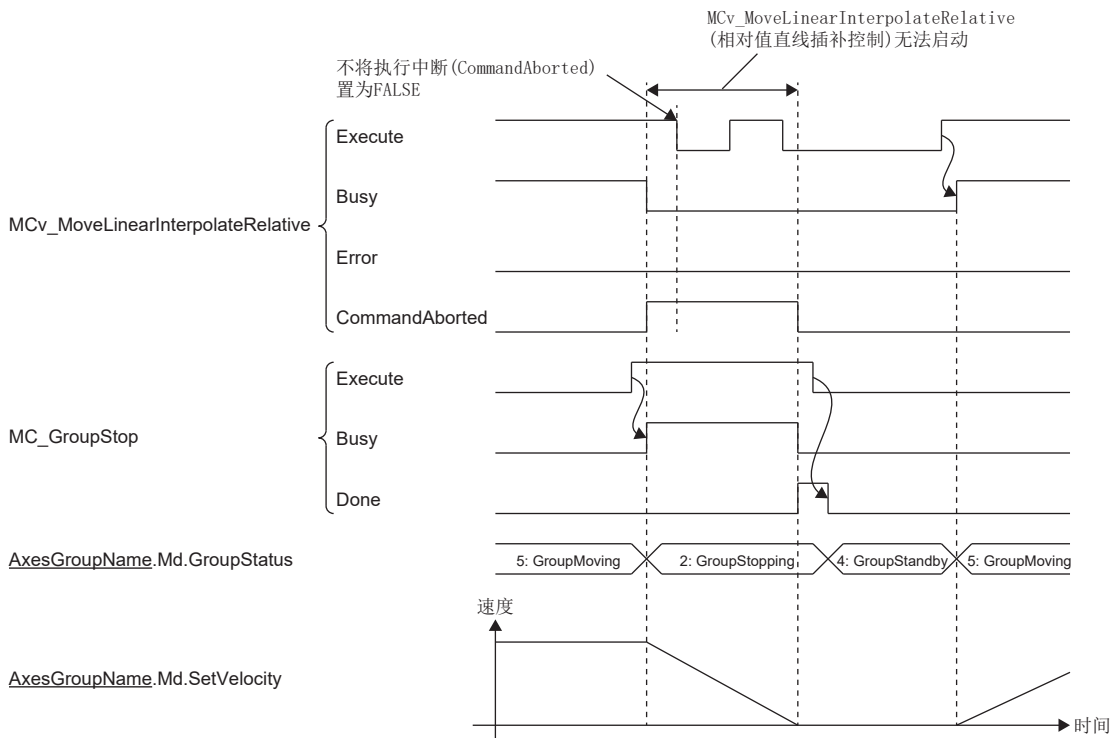 MCv_MoveLinearInterpolateRelative
(相对值直线插补控制)无法启动
不将执行中断(CommandAborted)
置为FALSE
Execute
Busy
MCv_MoveLinearInterpolateRelative
Error
CommandAborted
Execute
MC_GroupStop
Busy
Done
AxesGroupName.Md.GroupStatus
5: GroupMoving
2: GroupStopping
4: GroupStandby
5: GroupMoving
速度
AxesGroupName.Md.SetVelocity
时间